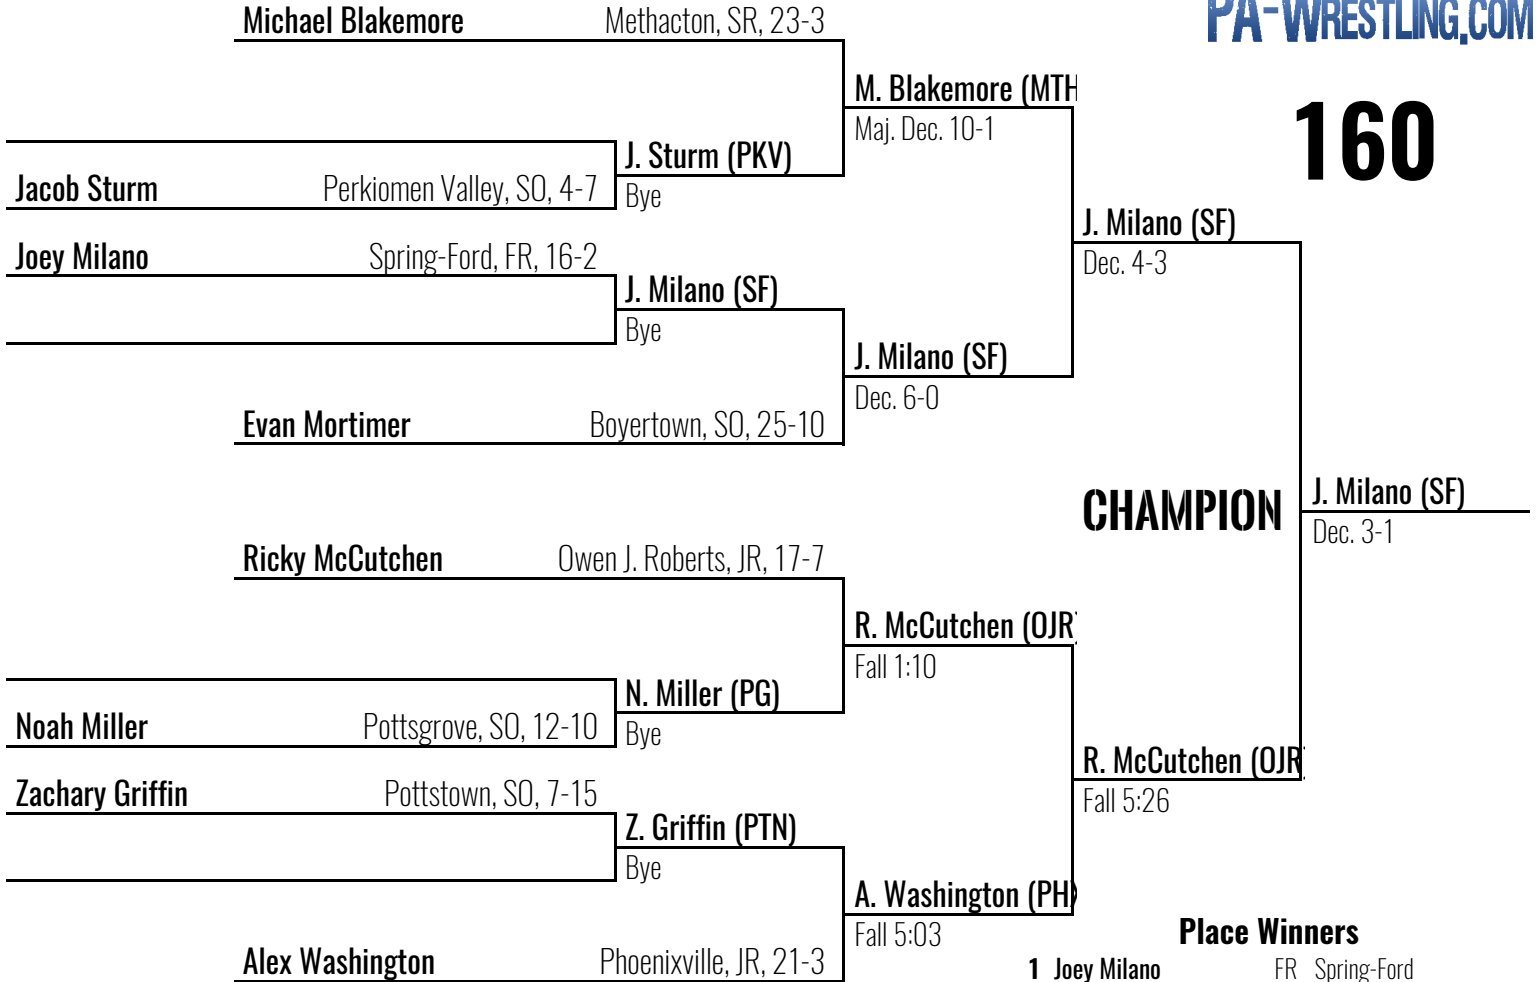 PA-WRESTLING.COM
160
Michael Blakemore Methacton, SR, 23-3
M. Blakemore (MTH
Maj. Dec. 10-1
J. Sturm (PKV)
Jacob Sturm Perkiomen Valley, SO, 4-7
Bye
J. Milano (SF)
Dec. 4-3
Joey Milano Spring-Ford, FR, 16-2
J. Milano (SF)
Bye
J. Milano (SF)
Dec. 6-0
Evan Mortimer Boyertown, SO, 25-10
CHAMPION
J. Milano (SF)
Dec. 3-1
Ricky McCutchen Owen J. Roberts, JR, 17-7
R. McCutchen (OJR)
Fall 1:10
N. Miller (PG)
Noah Miller Pottsgrove, SO, 12-10
Bye
R. McCutchen (OJR)
Fall 5:26
Zachary Griffin Pottstown, SO, 7-15
Z. Griffin (PTN)
Bye
A. Washington (PHX
Fall 5:03
Alex Washington Phoenixville, JR, 21-3
Place Winners
1 Joey Milano FR Spring-Ford